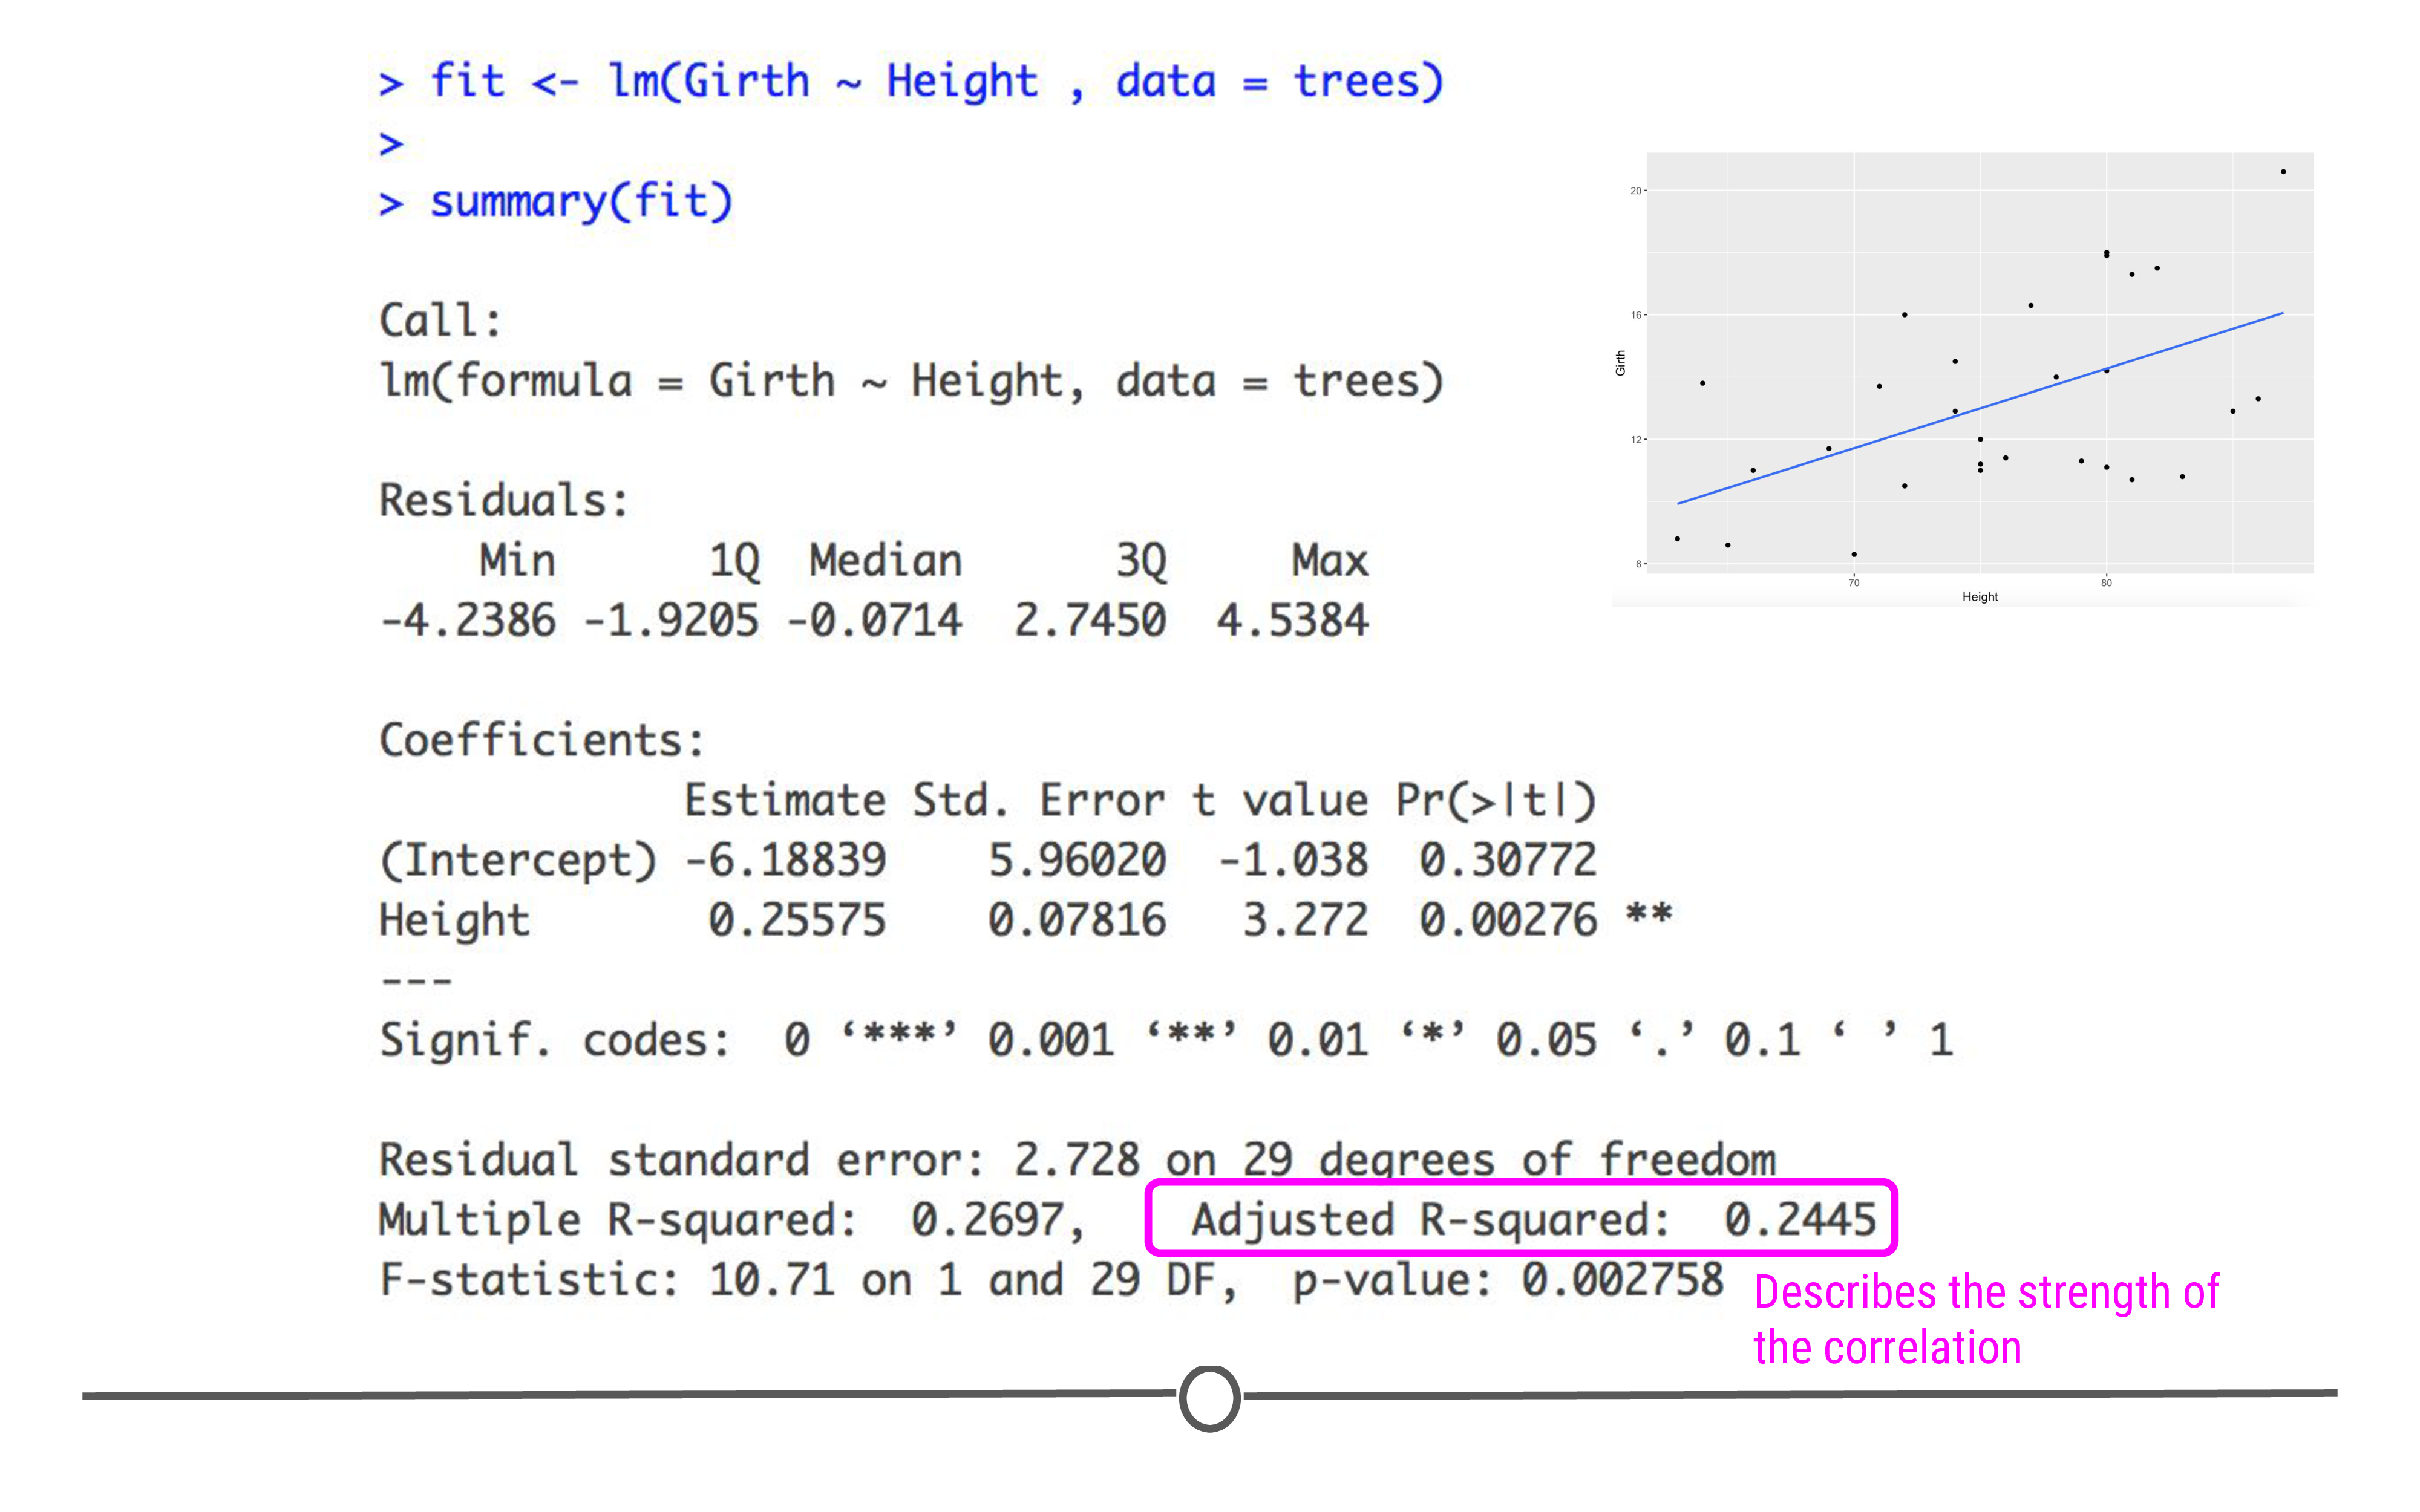 > fit <- lm(Girth ~ Height , data = trees)
>
> summary(fit)
Call:
lm(formula = Girth ~ Height, data = trees)
Residuals:
    Min      1Q  Median      3Q     Max
-4.2386 -1.9205 -0.0714  2.7450  4.5384
Coefficients:
            Estimate Std. Error t value Pr(>|t|)
(Intercept) -6.18839    5.96020  -1.038  0.30772
Height       0.25575    0.07816   3.272  0.00276 **
---
Signif. codes:  0 ‘***’ 0.001 ‘**’ 0.01 ‘*’ 0.05 ‘.’ 0.1 ‘ ’ 1
Residual standard error: 2.728 on 29 degrees of freedom
Multiple R-squared:  0.2697,    Adjusted R-squared:  0.2445
F-statistic: 10.71 on 1 and 29 DF,  p-value: 0.002758
Describes the strength of
the correlation
20
16
12
8
Girth
70 80
Height